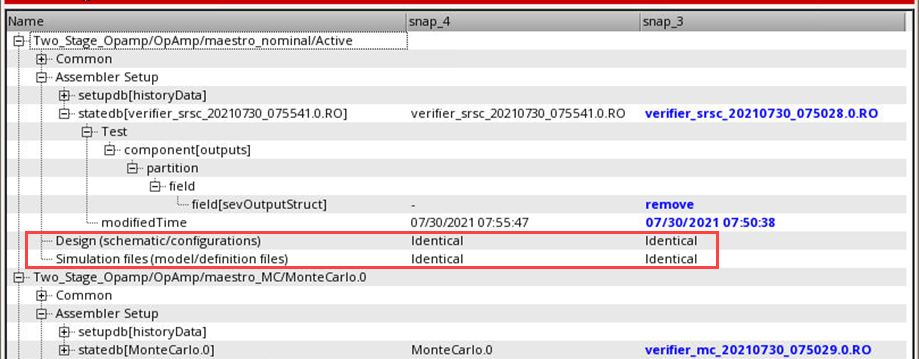 Name snap_4 snap_3
Two_Stage_Opamp/OpAmp/maestro_nominal/Active
Common
Assembler Setup
setupdb[historyData]
statedb[verifier_srsc_20210730_075541.0.RO] verifier_srsc_20210730_075541.0.RO verifier_srsc_20210730_075028.0.RO
Test
component[outputs]
partition
field
field[sevOutputStruct] - remove
modifiedTime 07/30/2021 07:55:47 07/30/2021 07:50:38
Design (schematic/configurations) Identical Identical
Simulation files (model/definition files) Identical Identical
Two_Stage_Opamp/OpAmp/maestro_MC/MonteCarlo.0
Common
Assembler Setup
setupdb[historyData]
statedb[MonteCarlo.0] MonteCarlo.0 verifier_mc_20210730_075029.0.RO